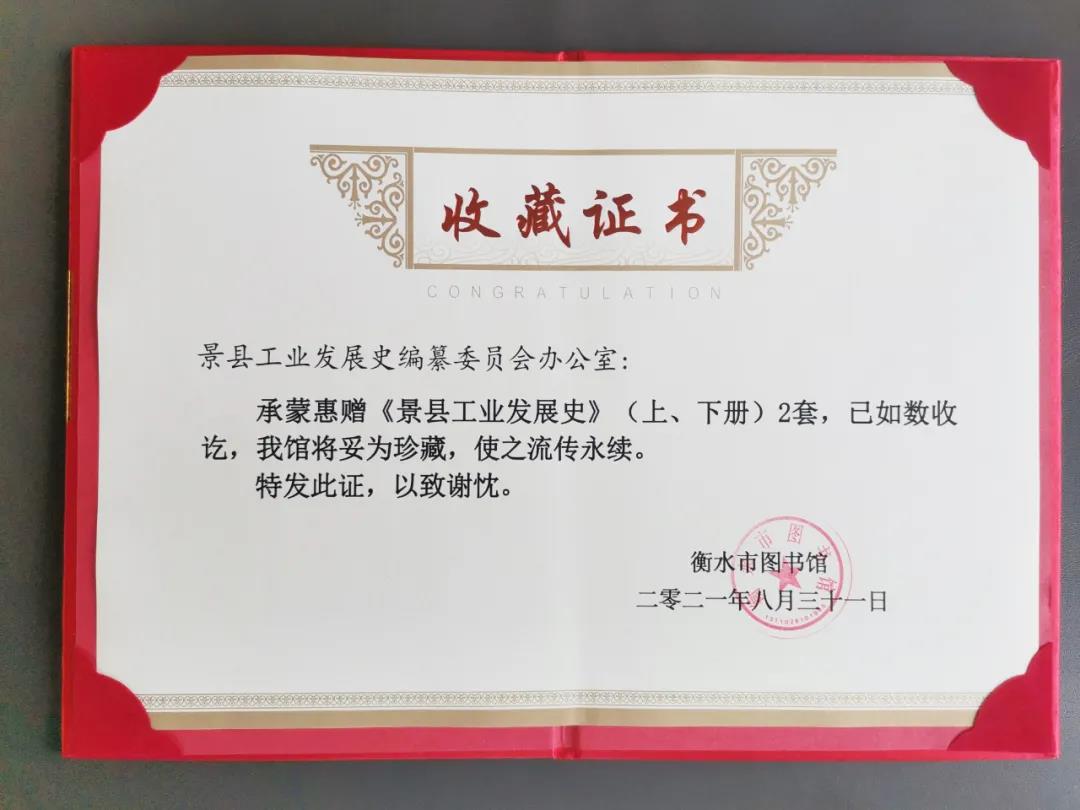 收藏证书
CONGRATULATION
景县工业发展史编纂委员会办公室:
承蒙惠赠《景县工业发展史》（上、下册）2套，已如数收
讫，我馆将妥为珍藏，使之流传永续。
特发此证，以致谢忱。
衡水市图书馆
二零二一年八月三十一日
市图书馆